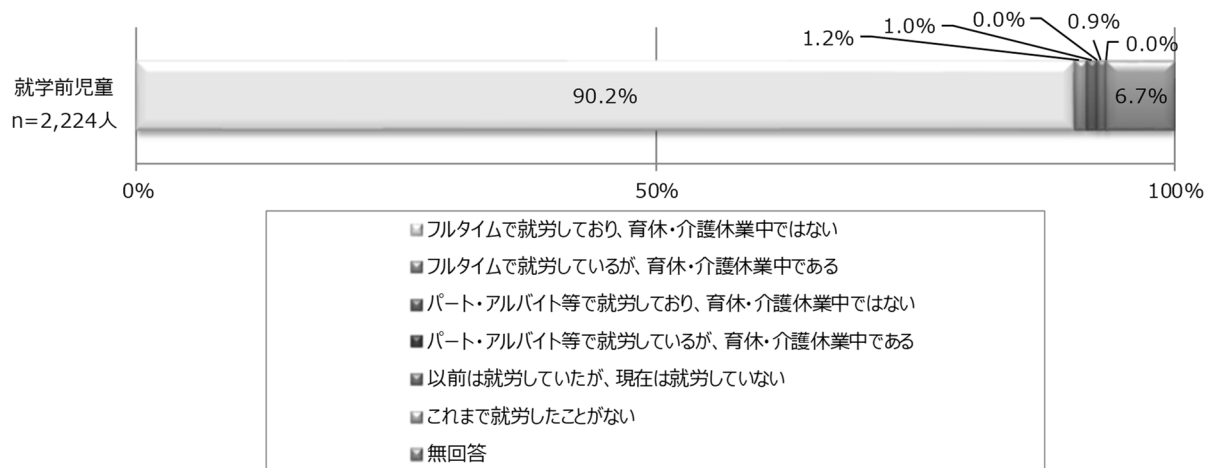 0.0%
0.9%
1.0%
1.2%
0.0%
就学前児童
n=2,224人
90.2%
6.7%
0%
50%
100%
フルタイムで就労しており、育休・介護休業中ではない
フルタイムで就労しているが、育休・介護休業中である
パート・アルバイト等で就労しており、育休・介護休業中ではない
パート・アルバイト等で就労しているが、育休・介護休業中である
以前は就労していたが、現在は就労していない
これまで就労したことがない
無回答